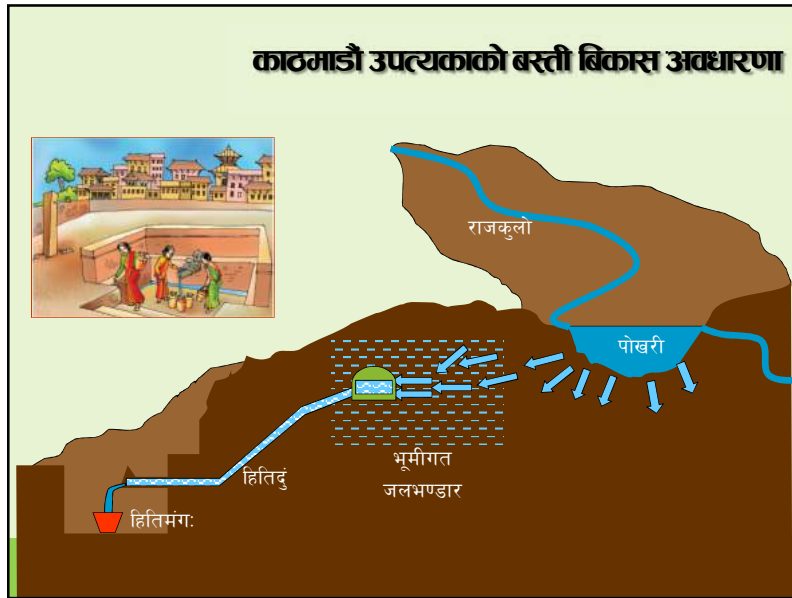 काठमाडौं उपत्यकाको बस्ती बिकास अवधारणा
राजकुलो
पोखरी
भूमीगत
जलभण्डार
हितिदुं
हितिमंगः